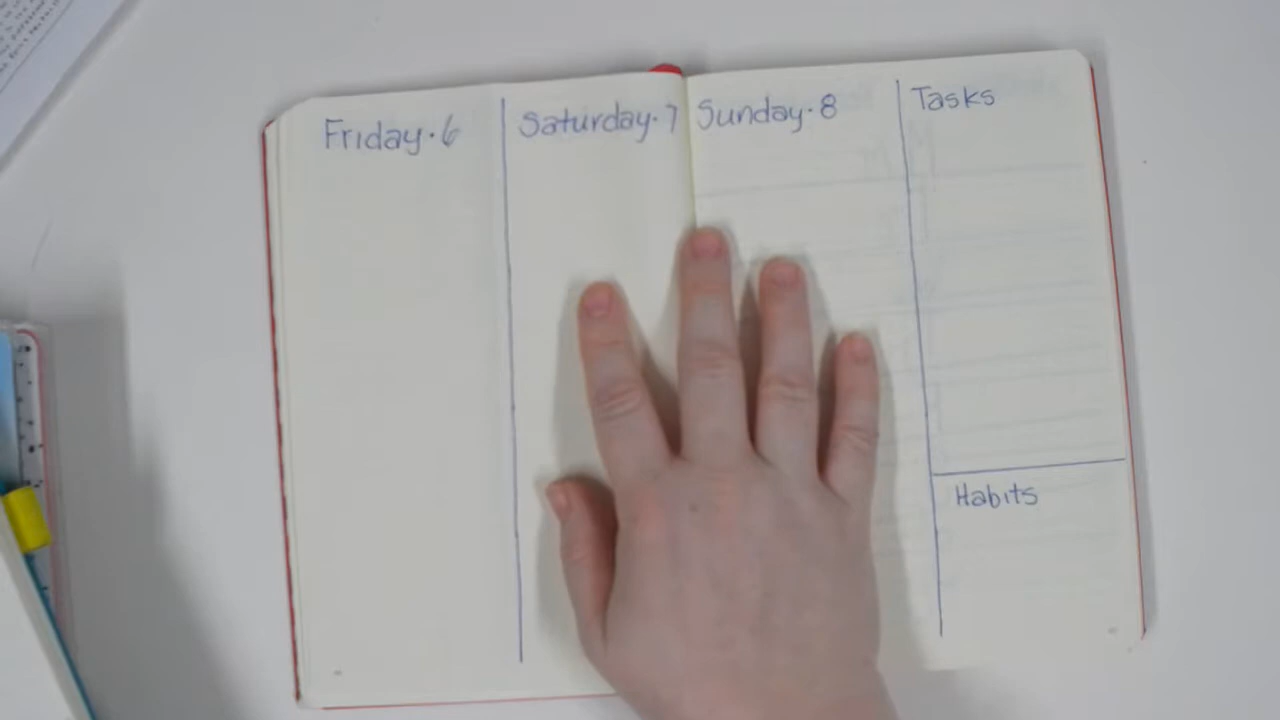 Friday · 6
Saturday · 7
Sunday · 8
Tasks
Habits